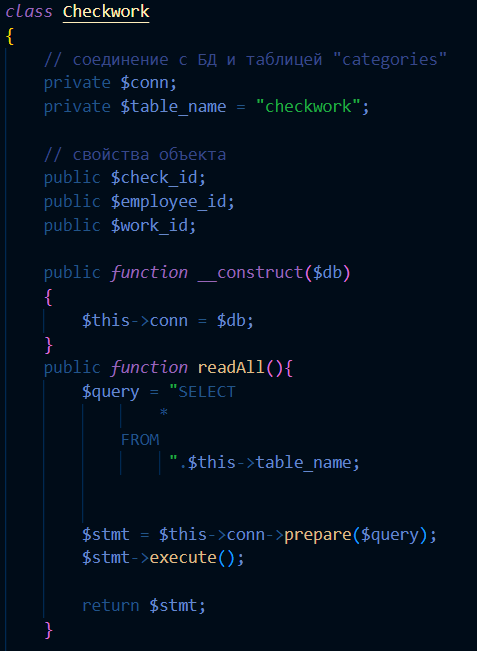 class Checkwork
{
// соединение с БД и таблицей "categories"
private $conn;
private $table_name = "checkwork";
// свойства объекта
public $check_id;
public $employee_id;
public $work_id;
public function __construct($db)
{
$this->conn = $db;
}
public function readAll(){
$query = "SELECT
*
FROM
".$this->table_name;
$stmt = $this->conn->prepare($query);
$stmt->execute();
return $stmt;
}